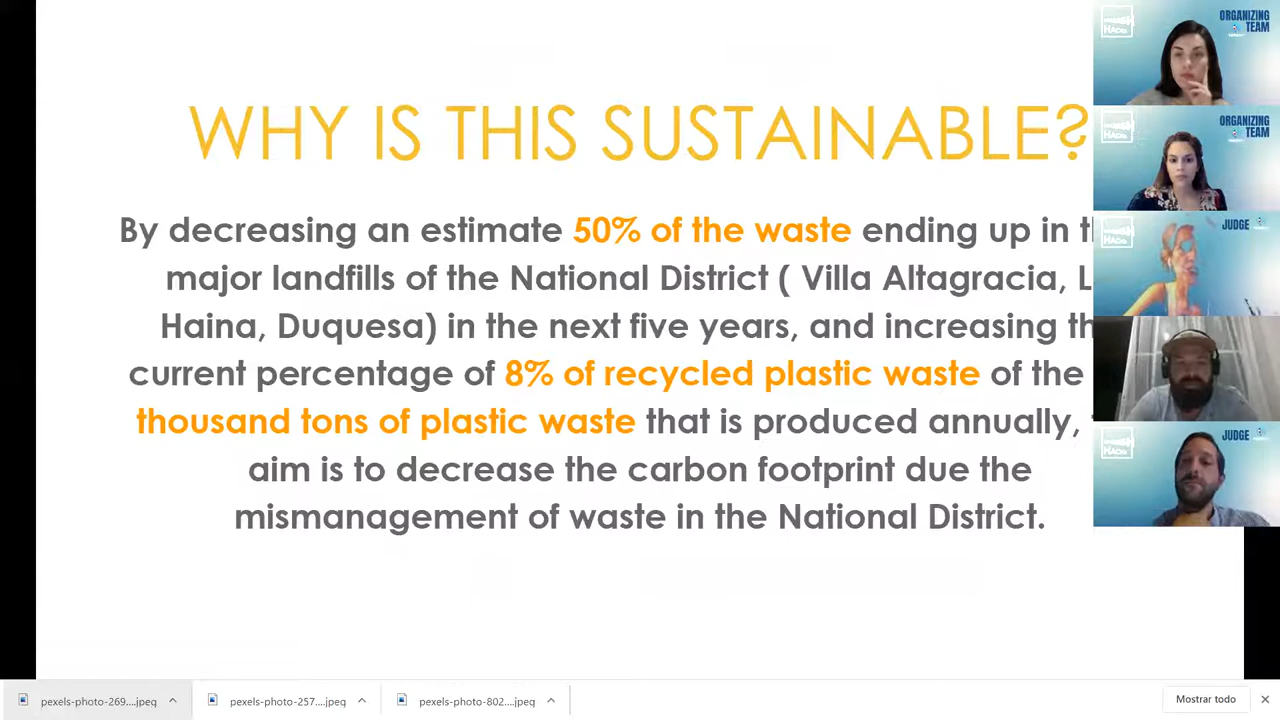 WHY IS THIS SUSTAINABLE?
By decreasing an estimate 50% of the waste ending up in
major landfills of the National District ( Villa Altagracia,
Haina, Duquesa) in the next five years, and increasing
current percentage of 8% of recycled plastic waste of the
thousand tons of plastic waste that is produced annually,
aim is to decrease the carbon footprint due the
mismanagement of waste in the National District.
ORGANIZING
TEAM
ORGANIZING
TEAM
JUDGE
JUDGE
pexels-photo-269....jpeg
pexels-photo-257....jpeg
pexels-photo-802....jpeg
Mostrar todo